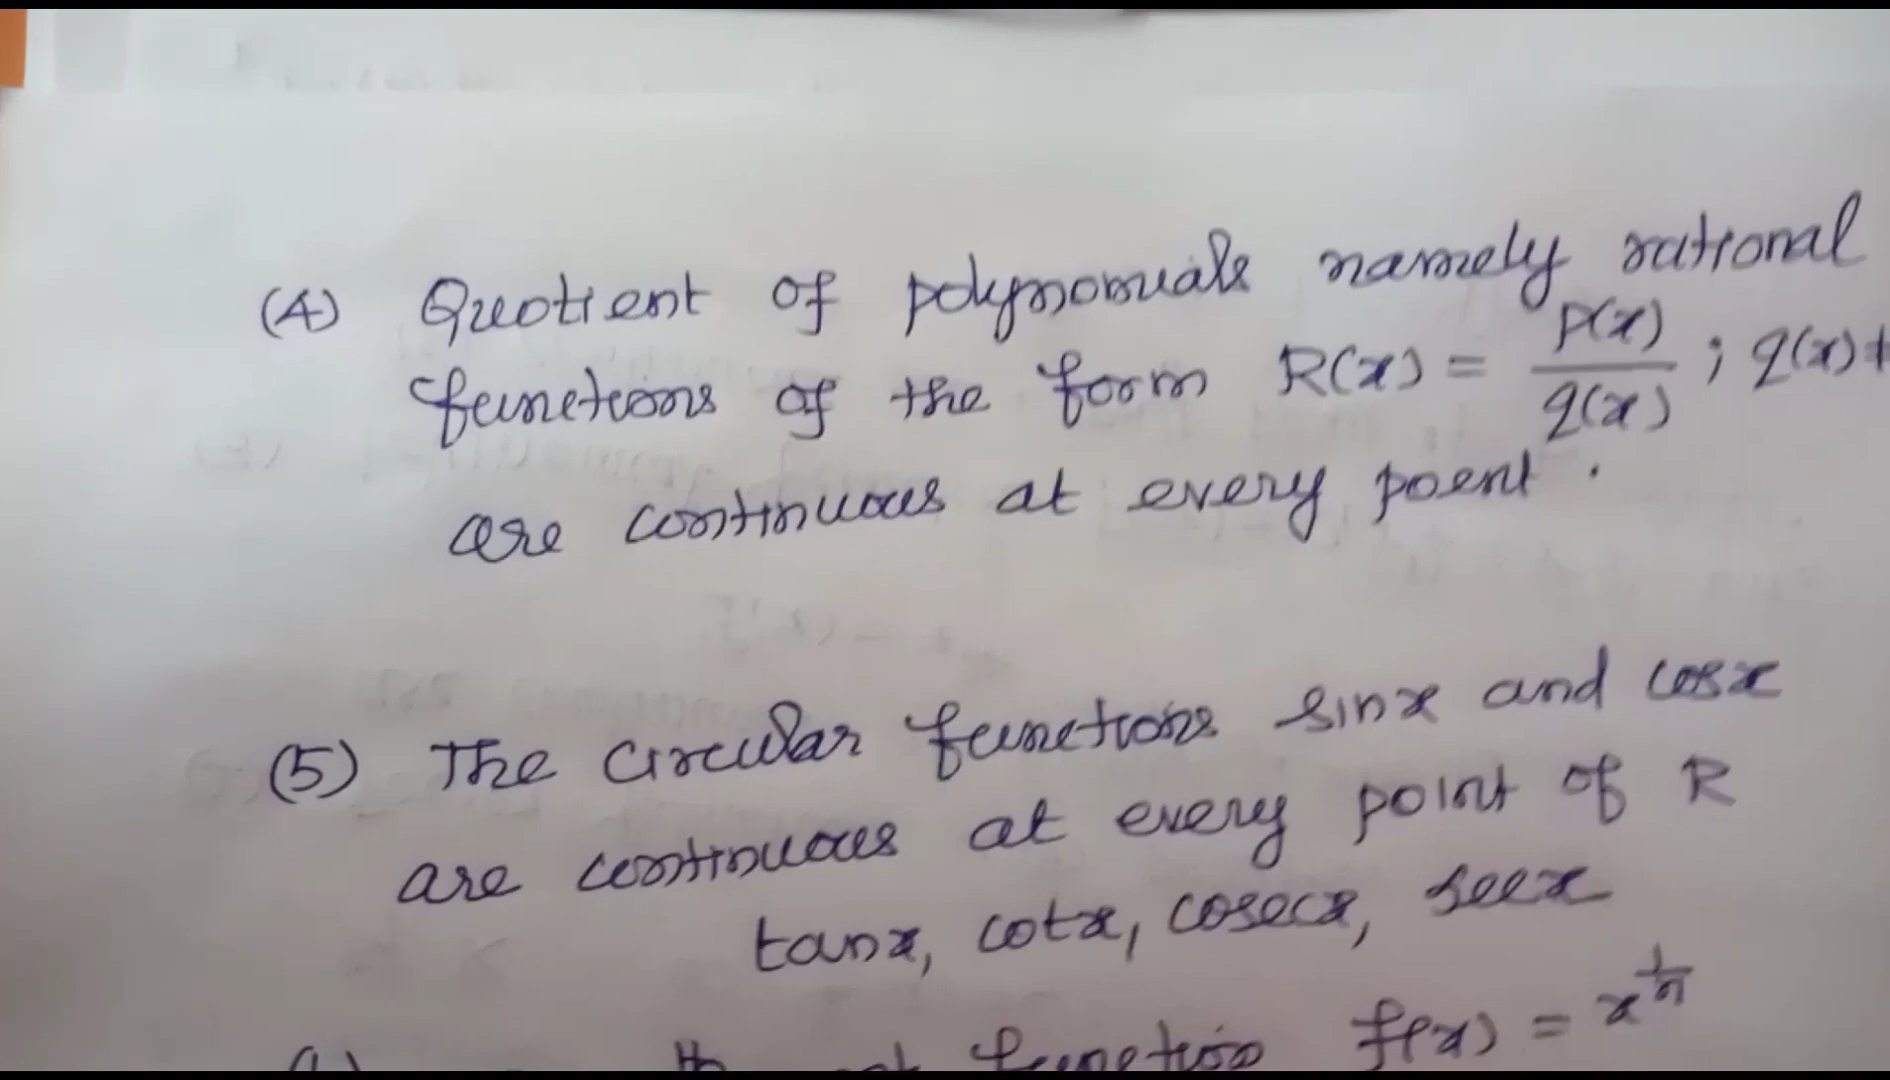 (4) Quotient of polynomials namely rational
functions of the form R(x) = p(x)/q(x) ; q(x) ≠
are continuous at every point .
(5) The circular functions sinx and cosx
are continuous at every point of R
tanx, cotx, cosecx, secx
function f(x) = x^{1/n}